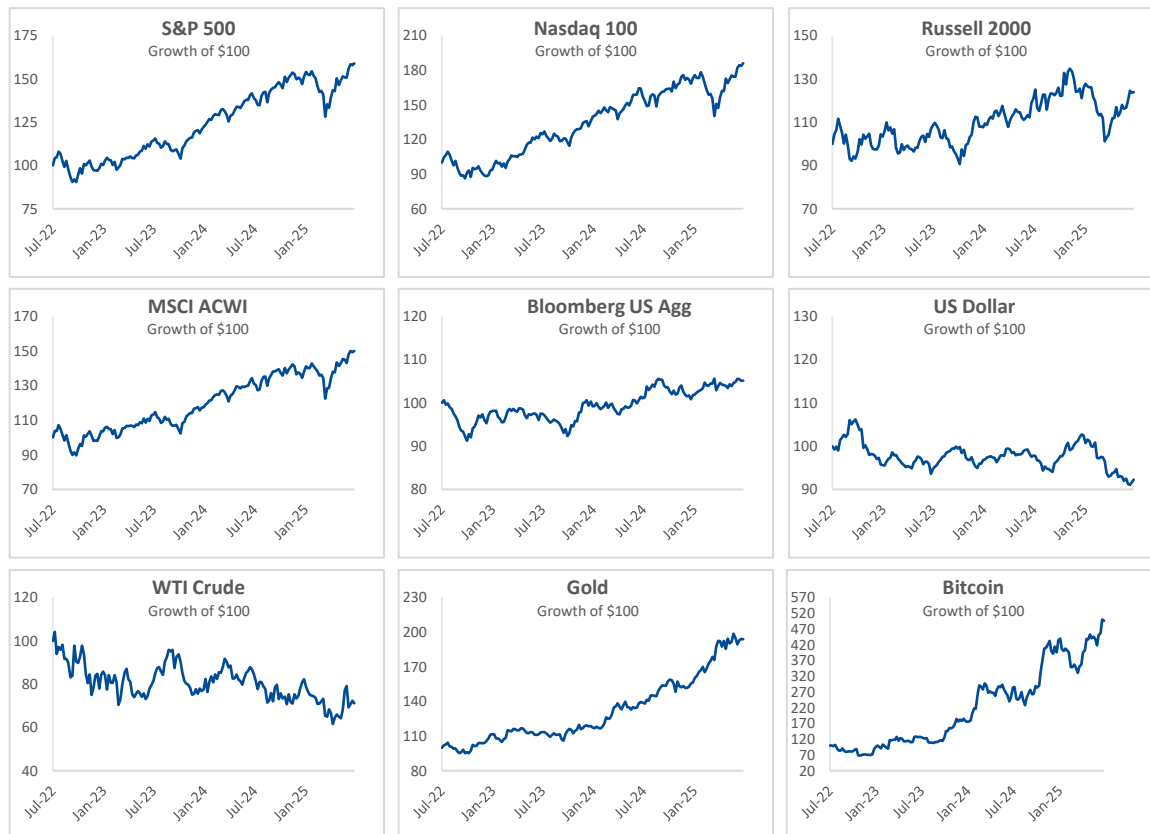 S&P 500
Growth of $100
175
150
125
100
75
Jul-22
Jan-23
Jul-23
Jan-24
Jul-24
Jan-25
Nasdaq 100
Growth of $100
210
180
150
120
90
60
Jul-22
Jan-23
Jul-23
Jan-24
Jul-24
Jan-25
Russell 2000
Growth of $100
150
130
110
90
70
Jul-22
Jan-23
Jul-23
Jan-24
Jul-24
Jan-25
MSCI ACWI
Growth of $100
170
150
130
110
90
70
Jul-22
Jan-23
Jul-23
Jan-24
Jul-24
Jan-25
Bloomberg US Agg
Growth of $100
120
110
100
90
80
Jul-22
Jan-23
Jul-23
Jan-24
Jul-24
Jan-25
US Dollar
Growth of $100
130
120
110
100
90
Jul-22
Jan-23
Jul-23
Jan-24
Jul-24
Jan-25
WTI Crude
Growth of $100
120
100
80
60
40
Jul-22
Jan-23
Jul-23
Jan-24
Jul-24
Jan-25
Gold
Growth of $100
230
200
170
140
110
80
Jul-22
Jan-23
Jul-23
Jan-24
Jul-24
Jan-25
Bitcoin
Growth of $100
570
520
470
420
370
320
270
220
170
120
70
20
Jul-22
Jan-23
Jul-23
Jan-24
Jul-24
Jan-25